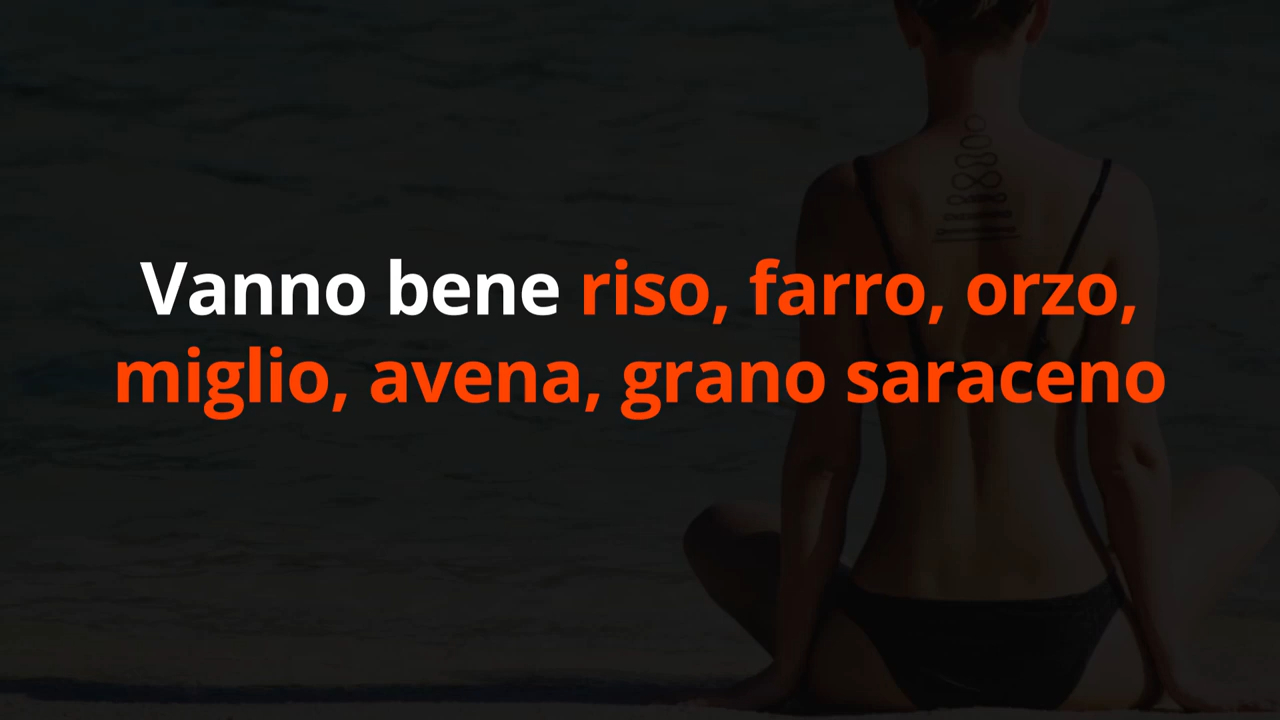 Vanno bene riso, farro, orzo,
miglio, avena, grano saraceno